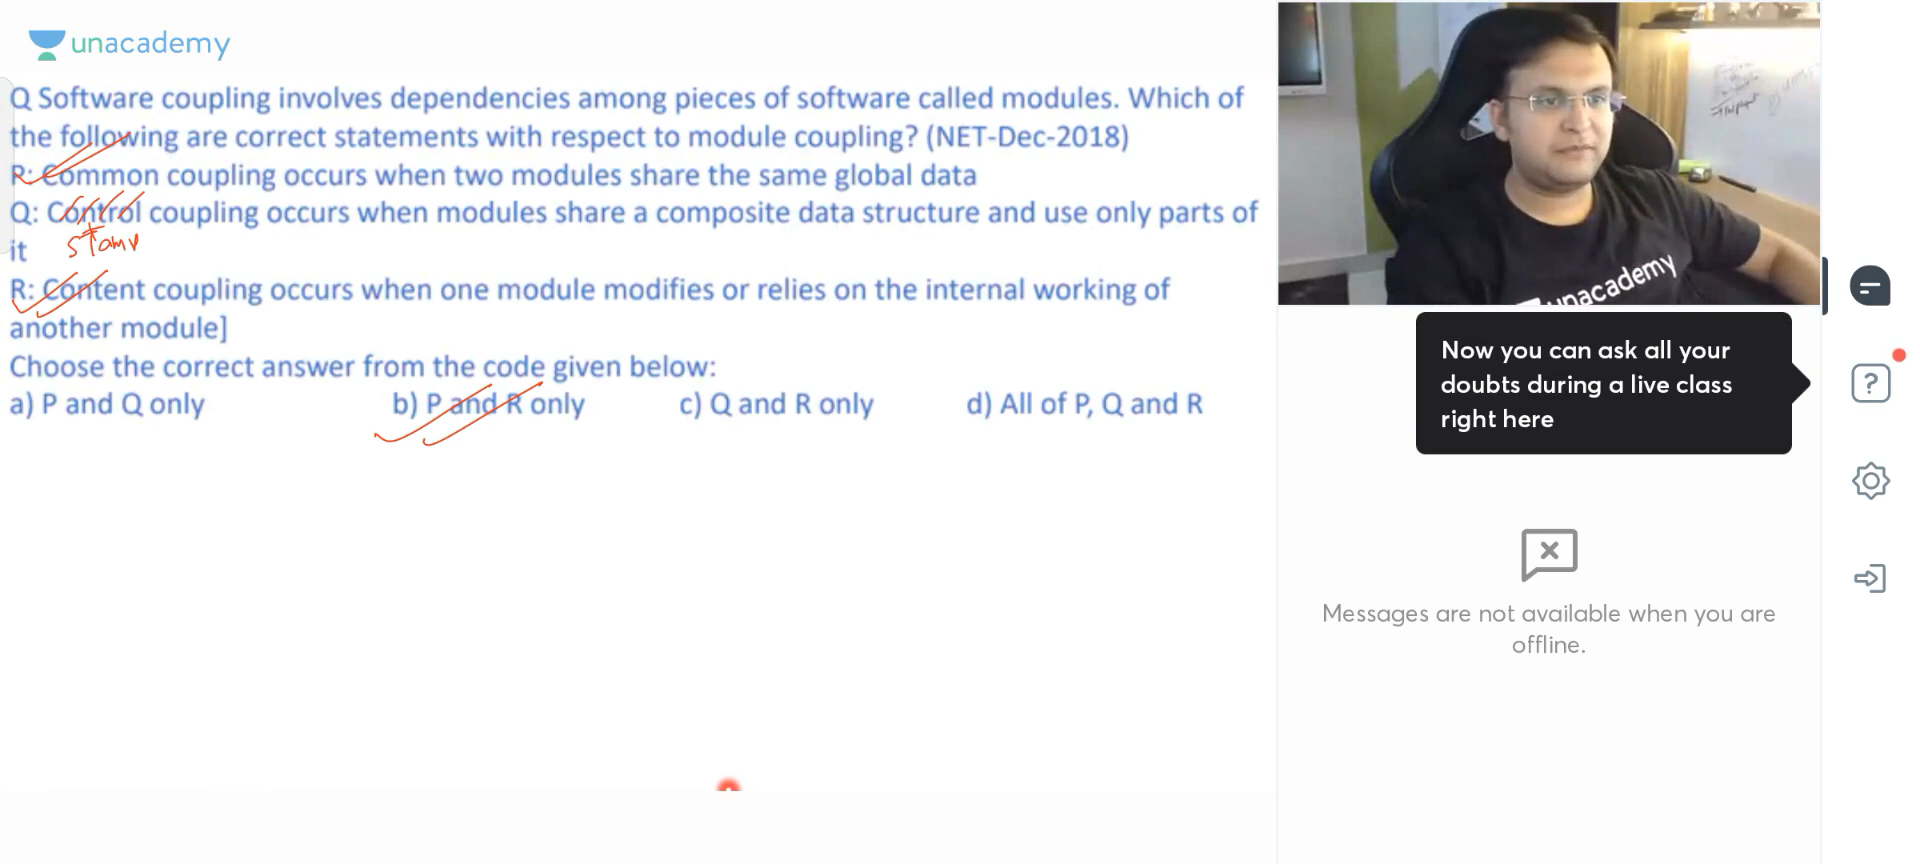 unacademy
Q Software coupling involves dependencies among pieces of software called modules. Which of
the following are correct statements with respect to module coupling? (NET-Dec-2018)
R: Common coupling occurs when two modules share the same global data
Q: Control coupling occurs when modules share a composite data structure and use only parts of
it
R: Content coupling occurs when one module modifies or relies on the internal working of
another module]
Choose the correct answer from the code given below:
a) P and Q only b) P and R only c) Q and R only d) All of P, Q and R
unacademy
Now you can ask all your
doubts during a live class
right here
Messages are not available when you are
offline.